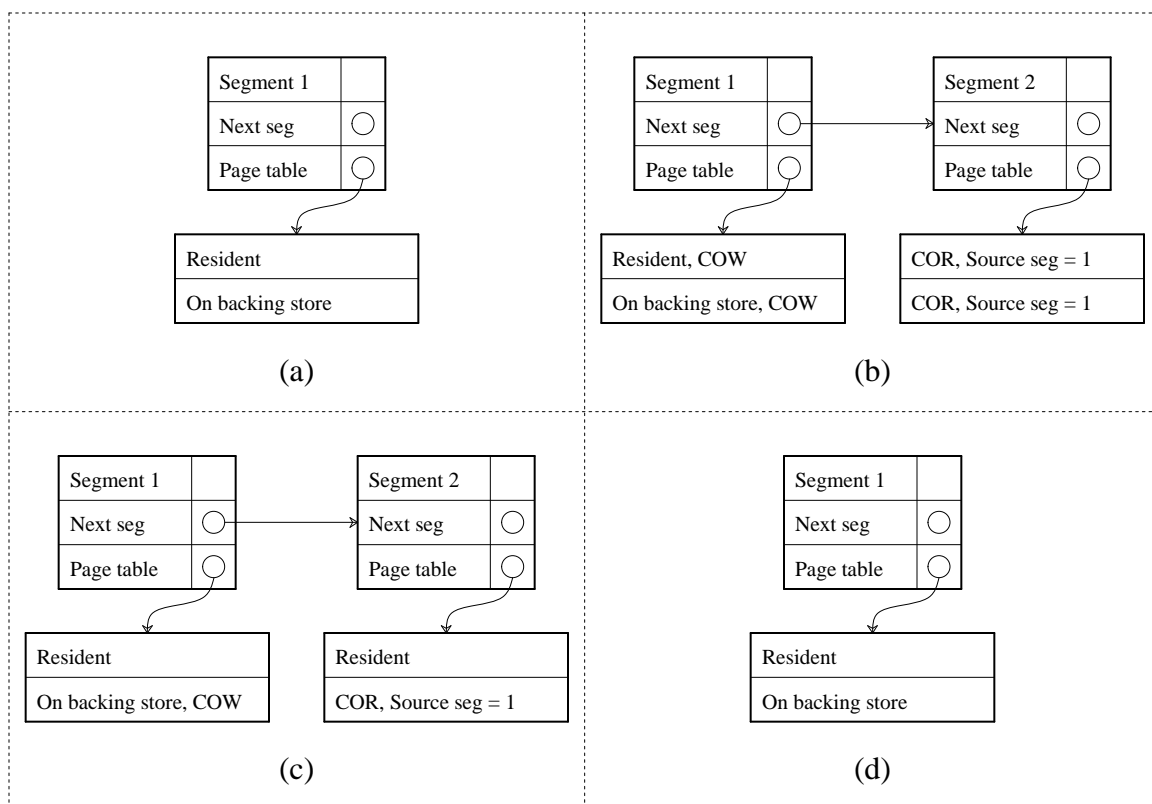 Segment 1
Next seg
Page table
Resident
On backing store
(a)
Segment 1
Next seg
Page table
Segment 2
Next seg
Page table
Resident, COW
On backing store, COW
COR, Source seg = 1
COR, Source seg = 1
(b)
Segment 1
Next seg
Page table
Segment 2
Next seg
Page table
Resident
On backing store, COW
Resident
COR, Source seg = 1
(c)
Segment 1
Next seg
Page table
Resident
On backing store
(d)